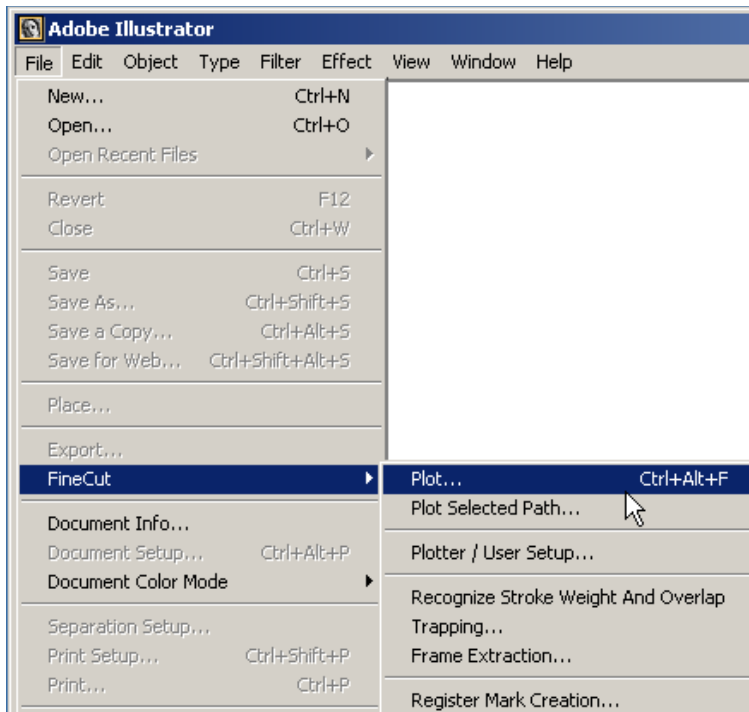 Adobe Illustrator
File Edit Object Type Filter Effect View Window Help
New... Ctrl+N
Open... Ctrl+O
Open Recent Files
Revert F12
Close Ctrl+W
Save Ctrl+S
Save As... Ctrl+Shift+S
Save a Copy... Ctrl+Alt+S
Save for Web... Ctrl+Shift+Alt+S
Place...
Export...
FineCut
Document Info...
Document Setup... Ctrl+Alt+P
Document Color Mode
Separation Setup...
Print Setup... Ctrl+Shift+P
Print... Ctrl+P
Plot... Ctrl+Alt+F
Plot Selected Path...
Plotter / User Setup...
Recognize Stroke Weight And Overlap
Trapping...
Frame Extraction...
Register Mark Creation...